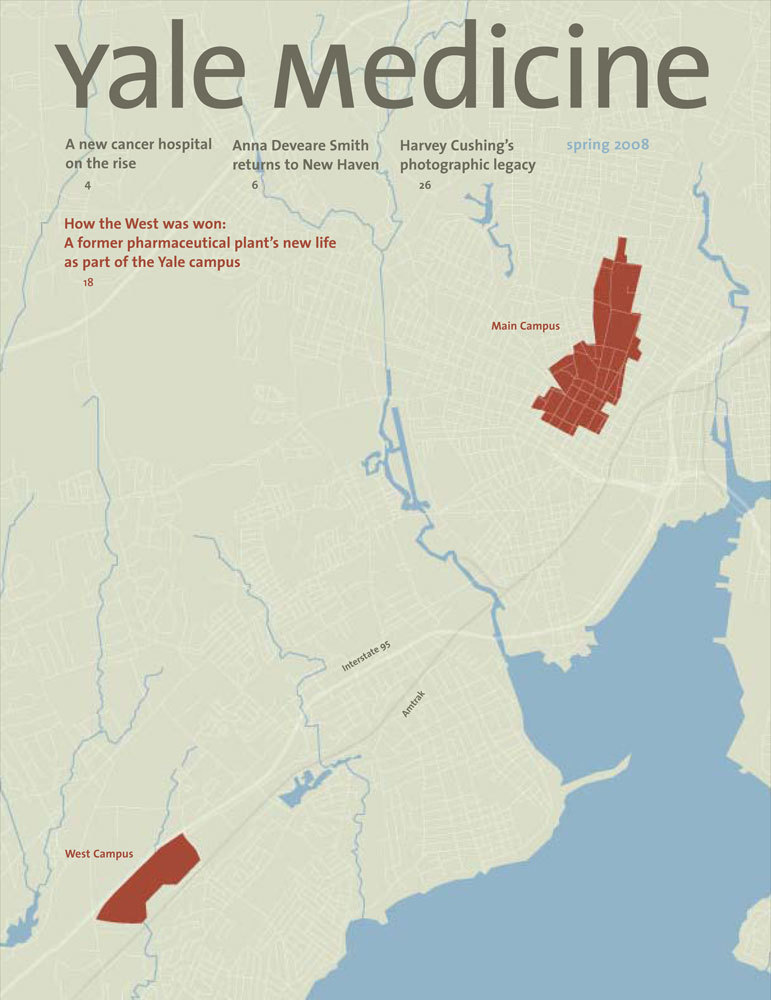 Yale Medicine
A new cancer hospital
on the rise
4
Anna Deveare Smith
returns to New Haven
6
Harvey Cushing's
photographic legacy
26
spring 2008
How the West was won:
A former pharmaceutical plant's new life
as part of the Yale campus
18
Main Campus
Interstate 95
Amtrak
West Campus